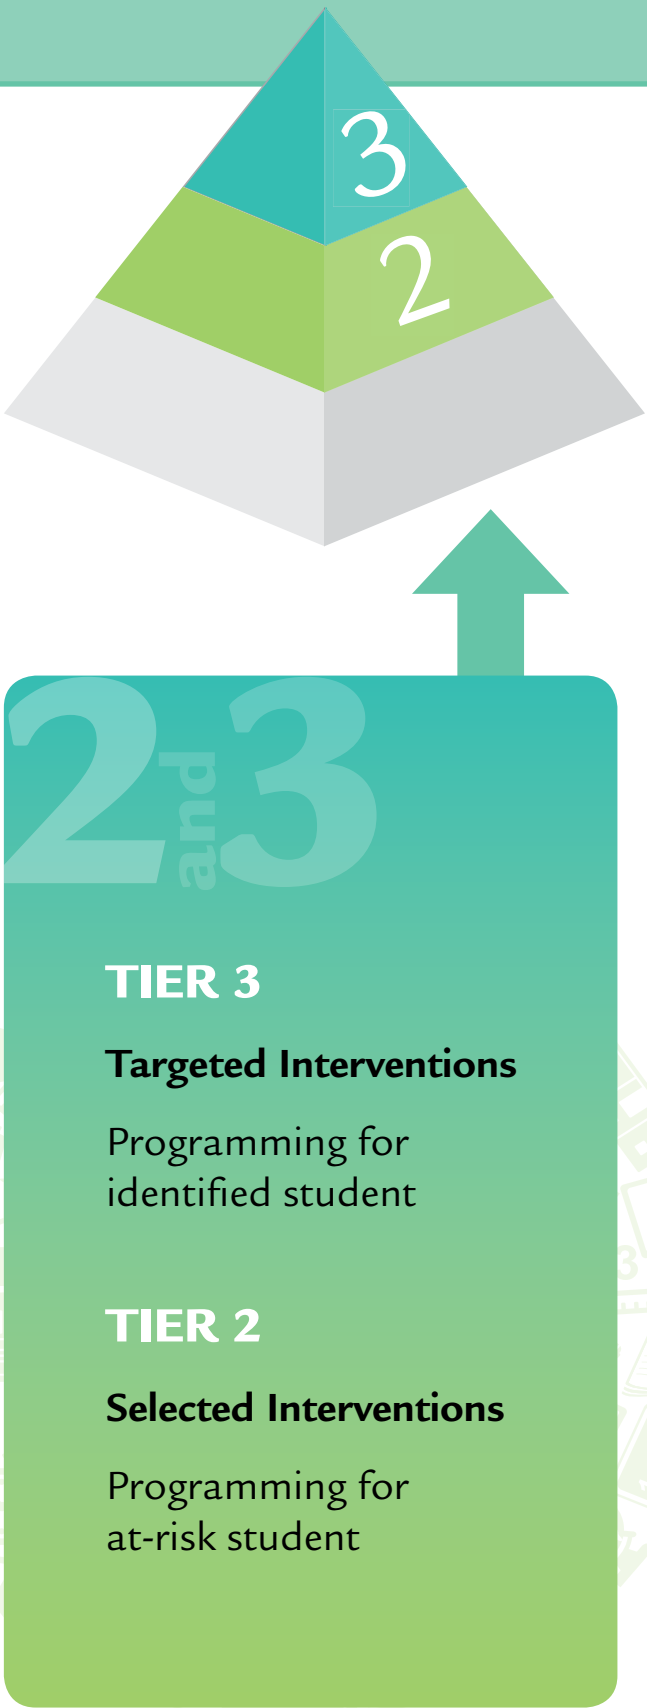 3
2
2 and 3
TIER 3
Targeted Interventions
Programming for
identified student
TIER 2
Selected Interventions
Programming for
at-risk student